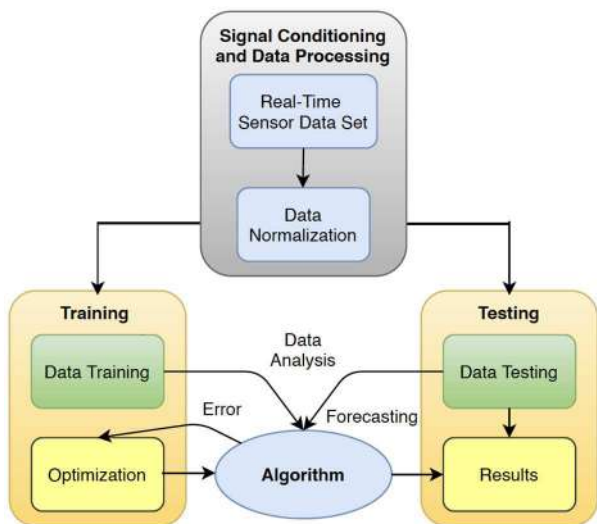 Signal Conditioning
and Data Processing
Real-Time
Sensor Data Set
Data
Normalization
Training
Testing
Data Training
Data
Analysis
Data Testing
Error
Forecasting
Optimization
Algorithm
Results